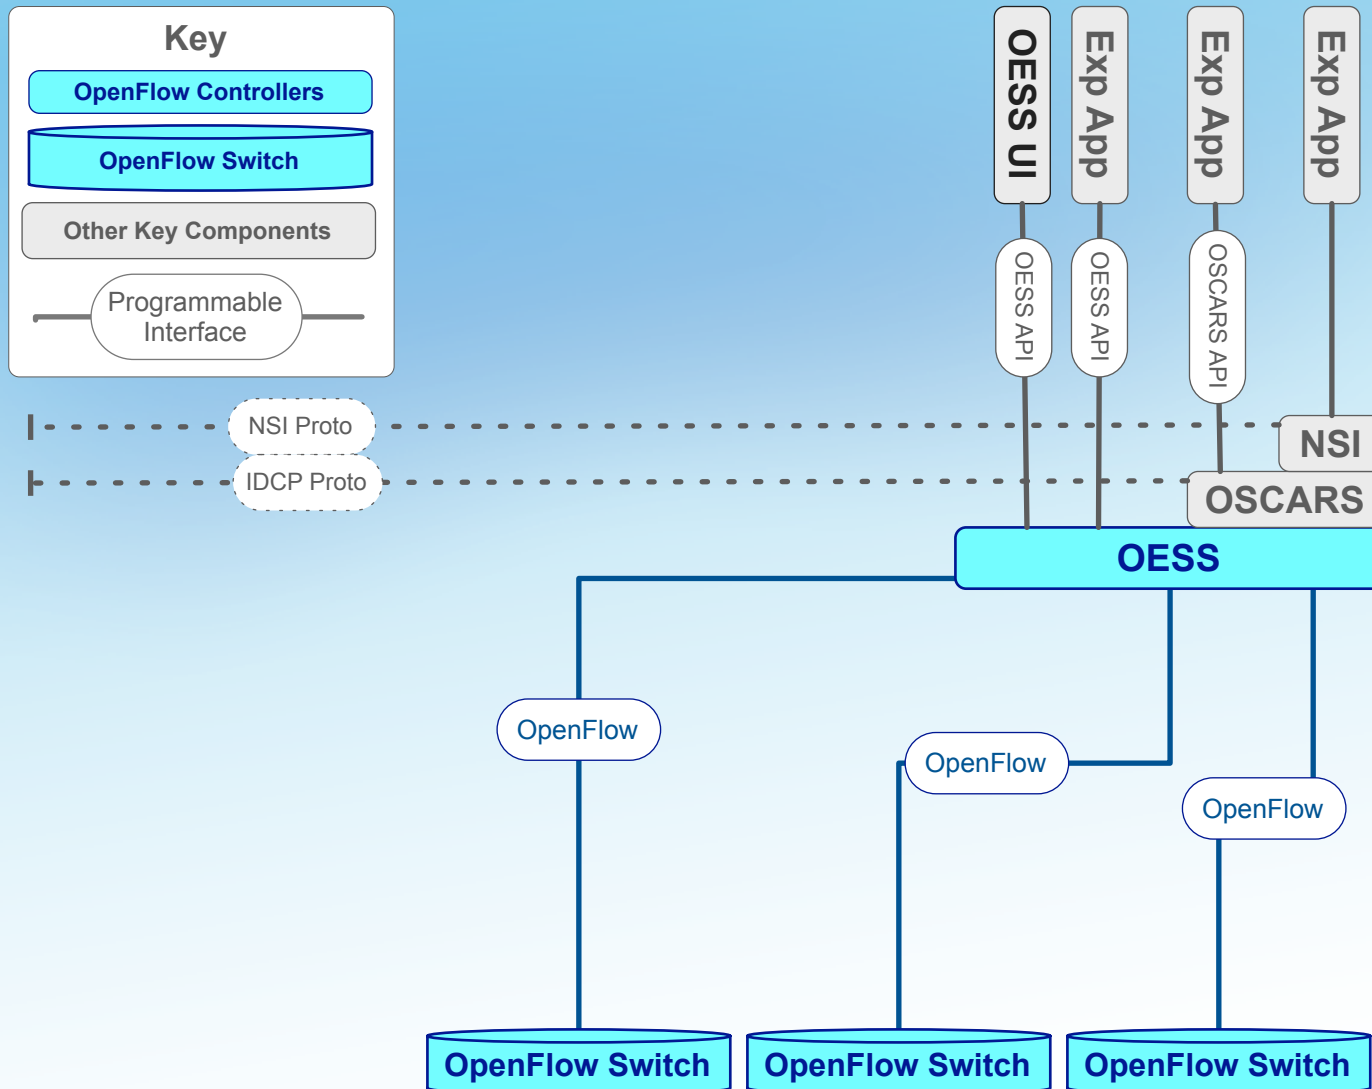 Key
OpenFlow Controllers
OpenFlow Switch
Other Key Components
Programmable
Interface
OESS UI
Exp App
Exp App
Exp App
OESS API
OESS API
OSCARS API
NSI Proto
NSI
IDCP Proto
OSCARS
OESS
OpenFlow
OpenFlow
OpenFlow
OpenFlow Switch
OpenFlow Switch
OpenFlow Switch